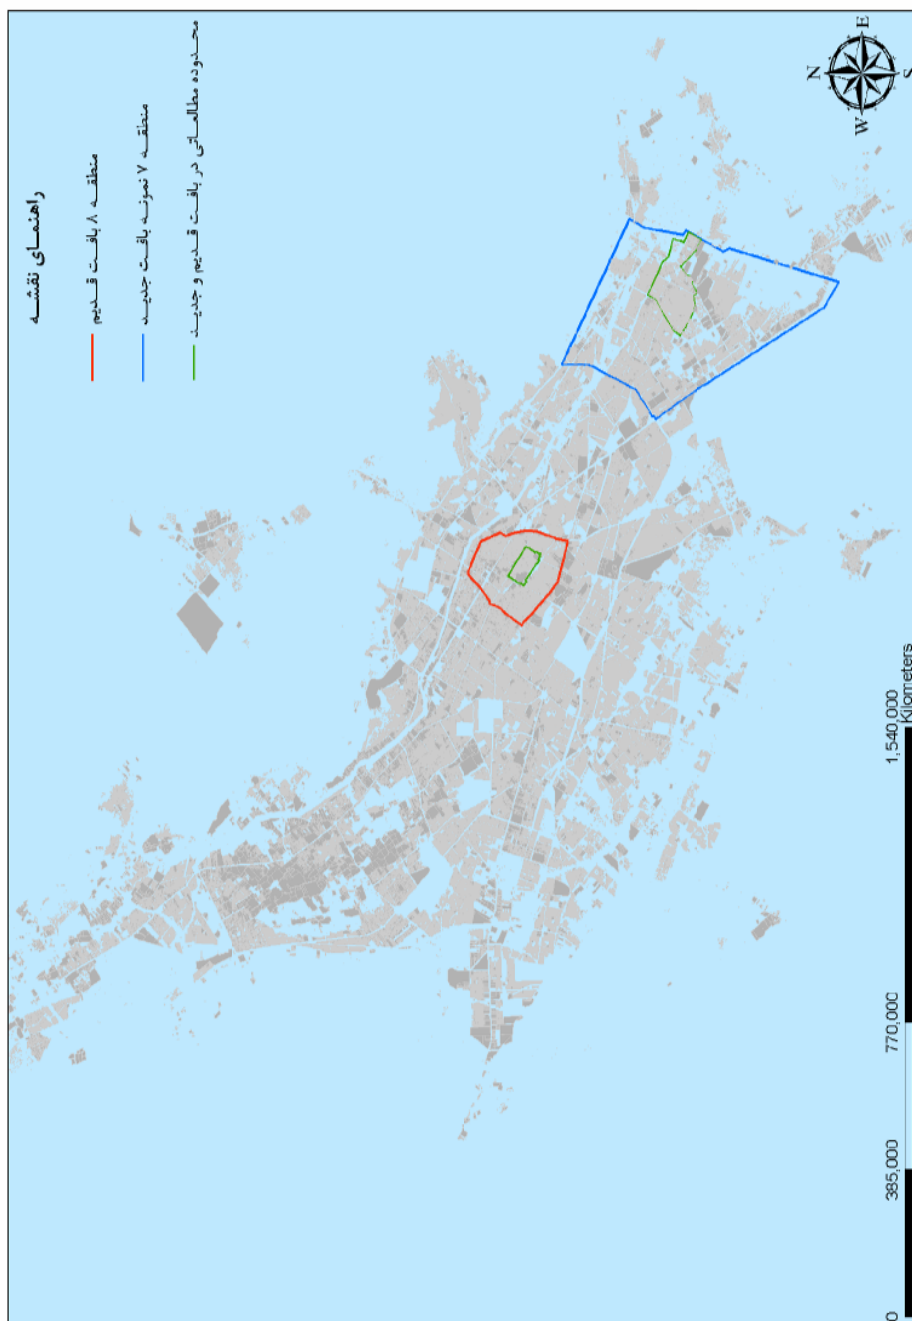 راهنمای نقشه
منطقه ۸ بافت قدیم
منطقه ۷ نمونه بافت جدید
محدوده مطالعاتی در بافت قدیم و جدید
N
E
S
W
0
385,000
770,000
1,540,000
Kilometers